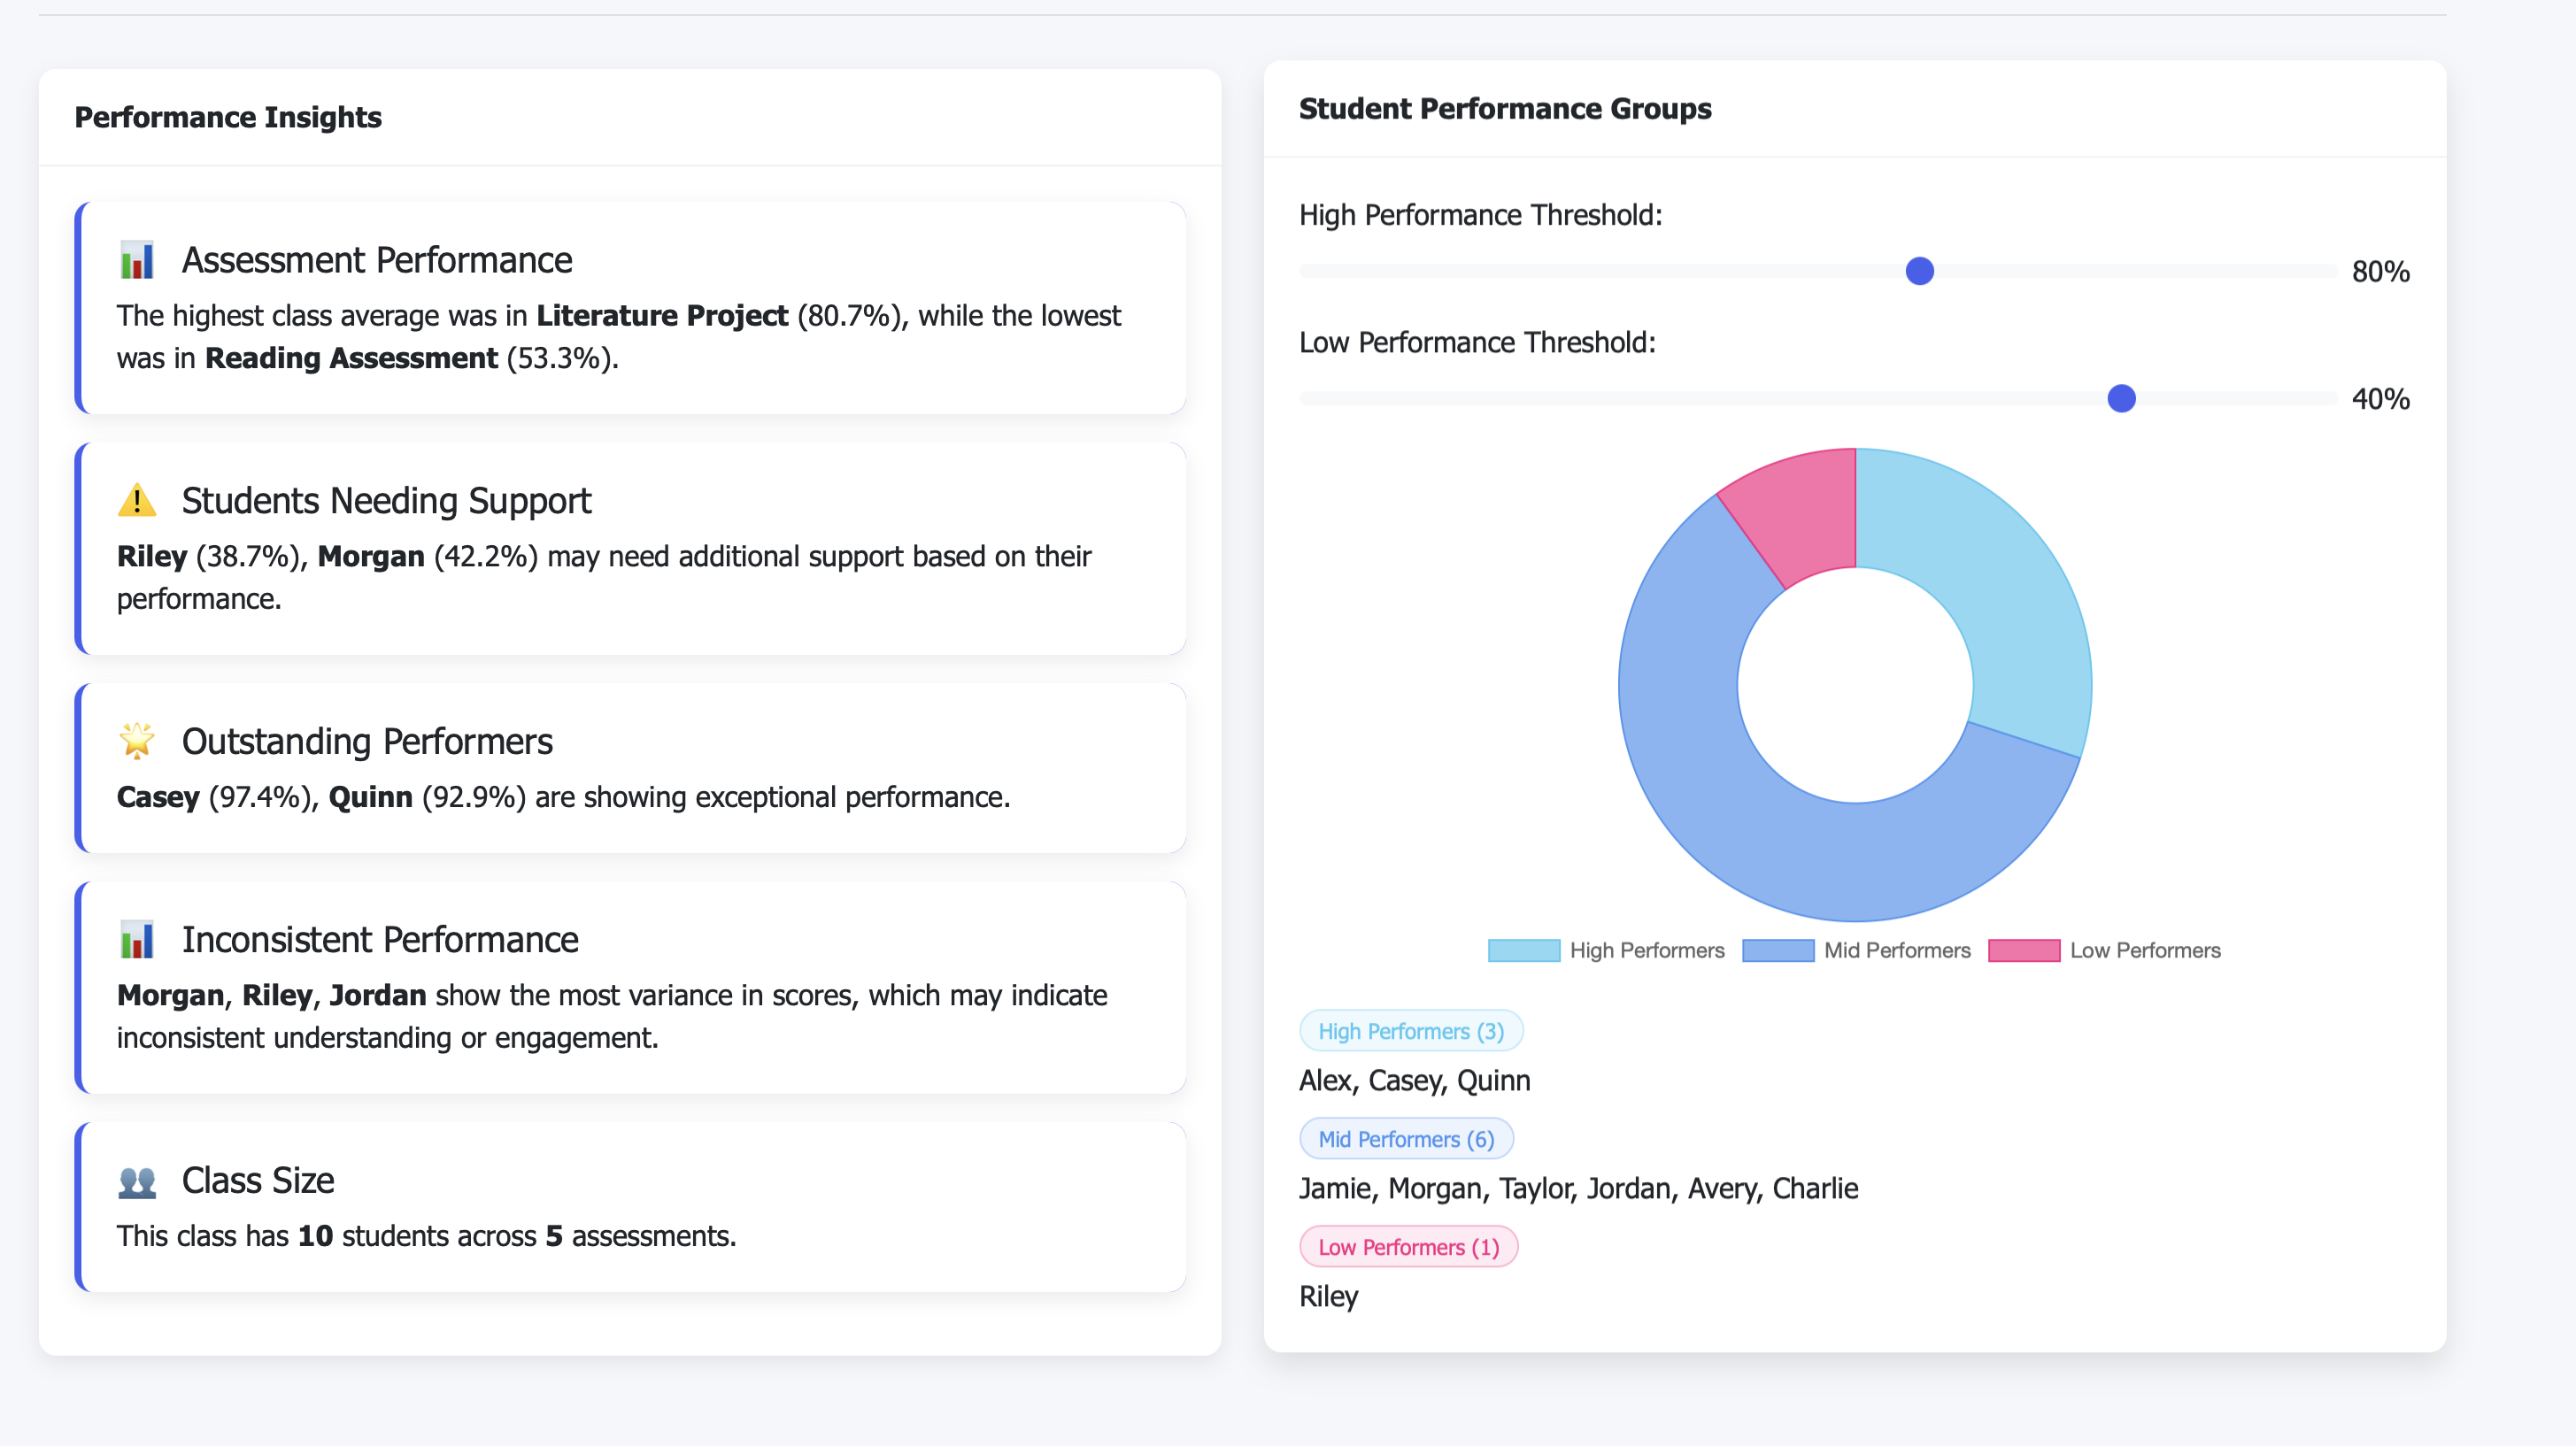 Performance Insights
Assessment Performance
The highest class average was in Literature Project (80.7%), while the lowest
was in Reading Assessment (53.3%).
Students Needing Support
Riley (38.7%), Morgan (42.2%) may need additional support based on their
performance.
Outstanding Performers
Casey (97.4%), Quinn (92.9%) are showing exceptional performance.
Inconsistent Performance
Morgan, Riley, Jordan show the most variance in scores, which may indicate
inconsistent understanding or engagement.
Class Size
This class has 10 students across 5 assessments.
Student Performance Groups
High Performance Threshold:
80%
Low Performance Threshold:
40%
High Performers Mid Performers Low Performers
High Performers (3)
Alex, Casey, Quinn
Mid Performers (6)
Jamie, Morgan, Taylor, Jordan, Avery, Charlie
Low Performers (1)
Riley